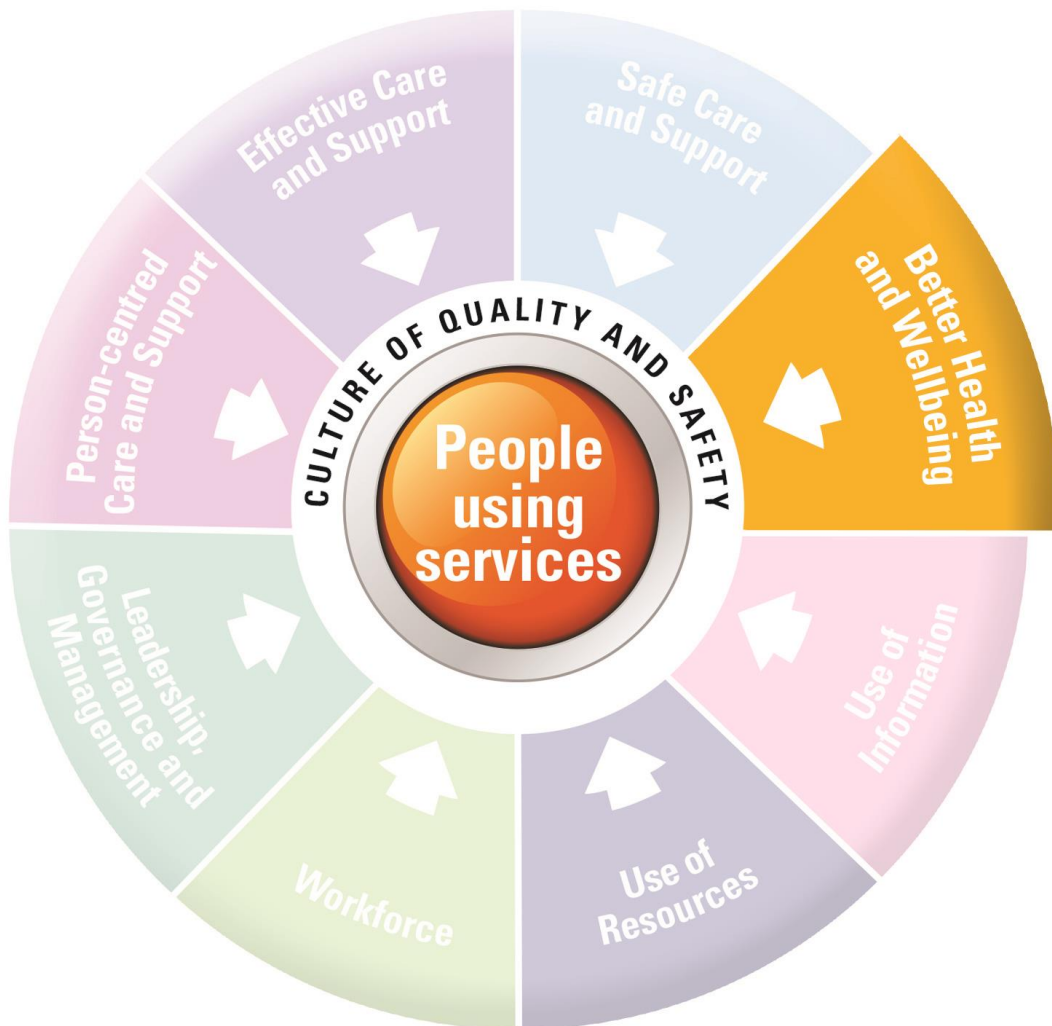 Effective Care
and Support
Safe Care
and Support
Better Health
and Wellbeing
Use of
Information
Use of
Resources
Workforce
Leadership,
Governance and
Management
Person-centred
Care and Support
CULTURE OF QUALITY AND SAFETY
People
using
services